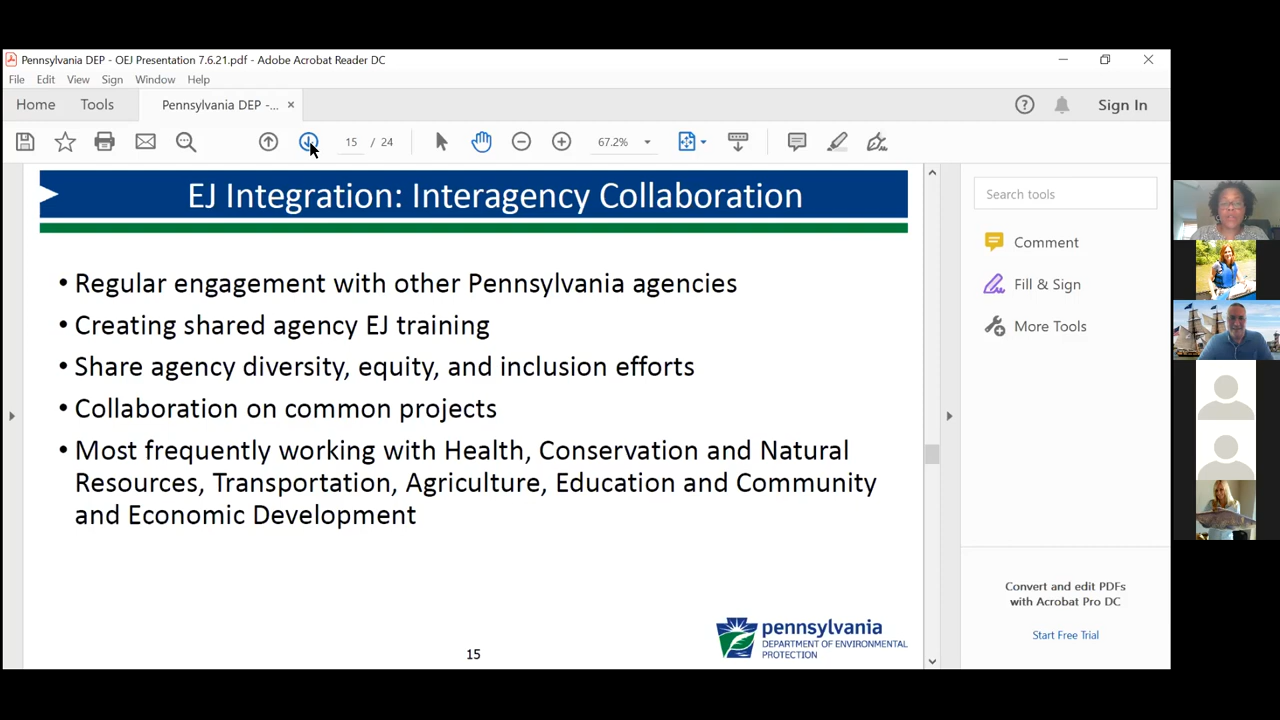 Pennsylvania DEP - OEJ Presentation 7.6.21.pdf - Adobe Acrobat Reader DC
File Edit View Sign Window Help
Home Tools Pennsylvania DEP -... × Sign In
15 / 24 67.2%
EJ Integration: Interagency Collaboration
Search tools
Comment
Fill & Sign
More Tools
• Regular engagement with other Pennsylvania agencies
• Creating shared agency EJ training
• Share agency diversity, equity, and inclusion efforts
• Collaboration on common projects
• Most frequently working with Health, Conservation and Natural
Resources, Transportation, Agriculture, Education and Community
and Economic Development
Convert and edit PDFs
with Acrobat Pro DC
Start Free Trial
pennsylvania
DEPARTMENT OF ENVIRONMENTAL
PROTECTION
15